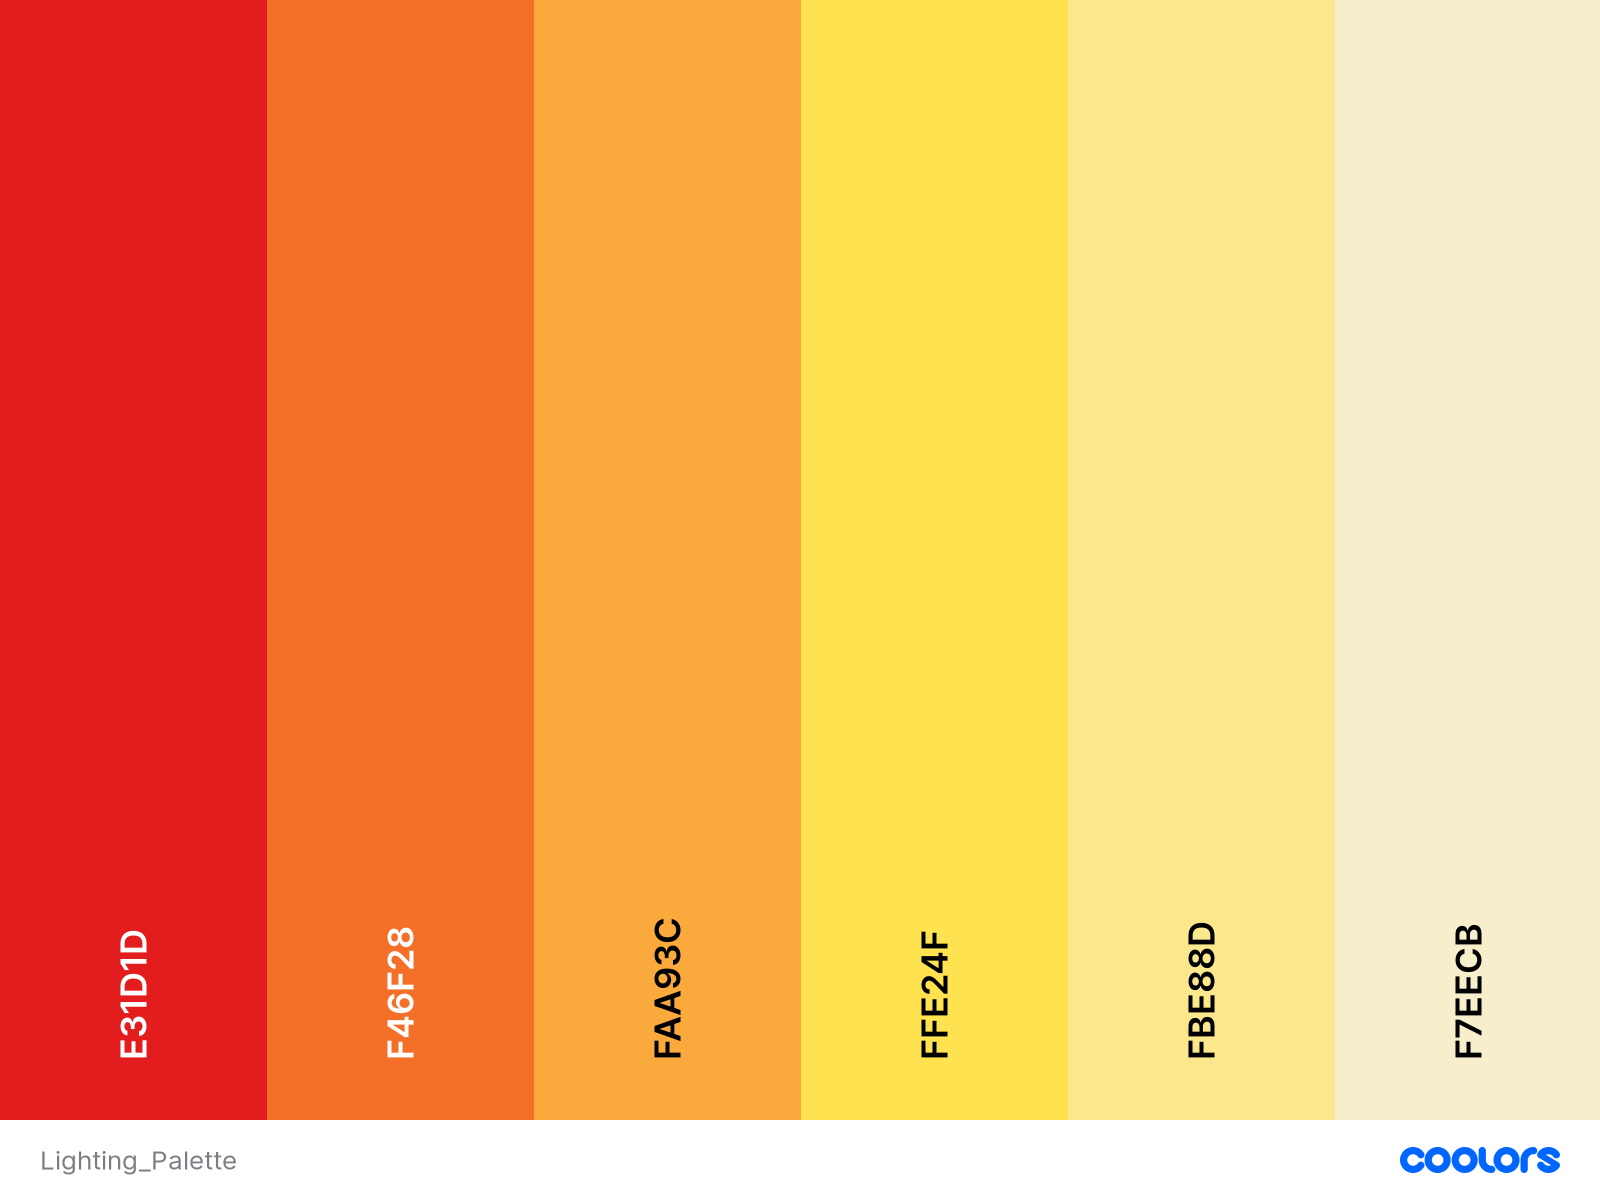 E31D1D
F46F28
FAA93C
FFE24F
FBE88D
F7EECB
Lighting_Palette
coolors